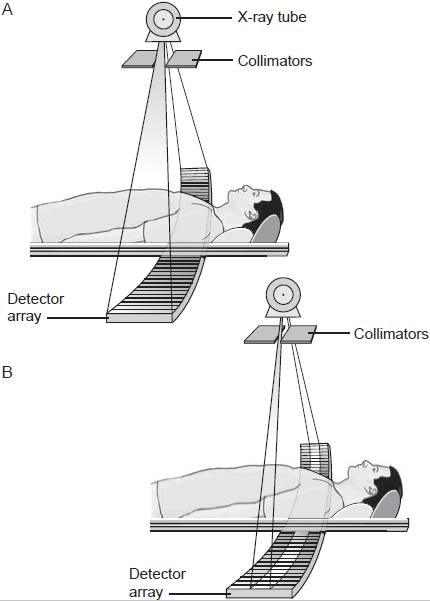 A
X-ray tube
Collimators
Detector
array
Collimators
B
Detector
array